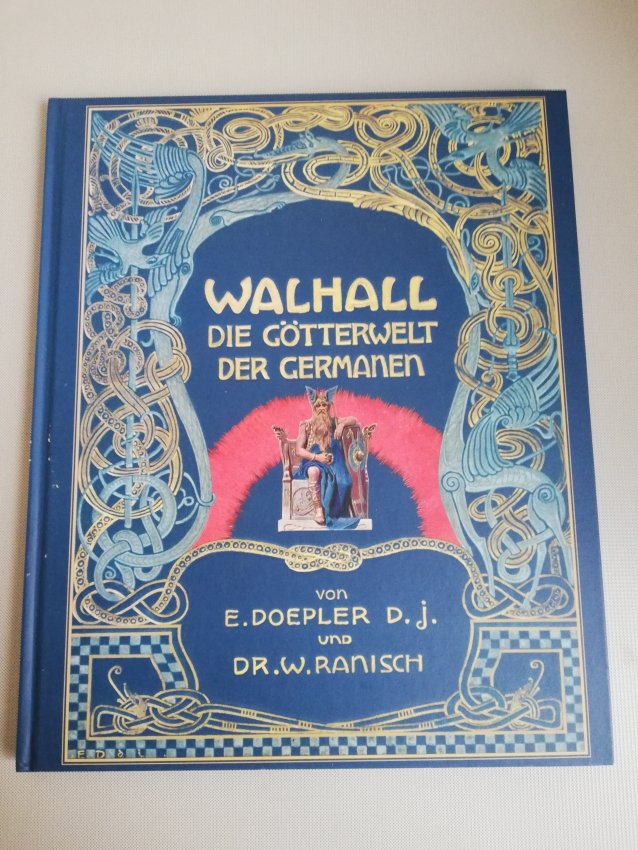 WALHALL
DIE GÖTTERWELT
DER GERMANEN
von
E. DOEPLER D. j.
und
DR. W. RANISCH
E D d j.